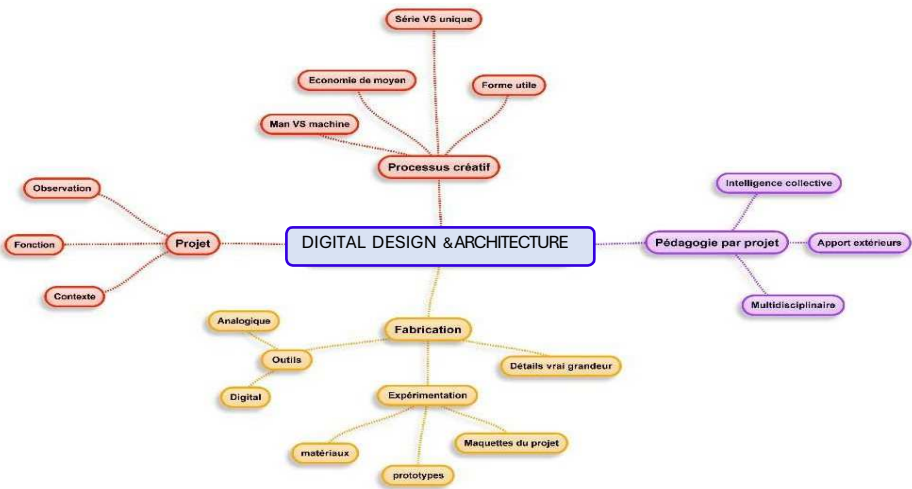 Série VS unique
Economie de moyen
Forme utile
Man VS machine
Processus créatif
Observation
Intelligence collective
Fonction
Projet
DIGITAL DESIGN & ARCHITECTURE
Pédagogie par projet
Apport extérieurs
Contexte
Multidisciplinaire
Analogique
Fabrication
Outils
Détails vrai grandeur
Digital
Expérimentation
matériaux
Maquettes du projet
prototypes